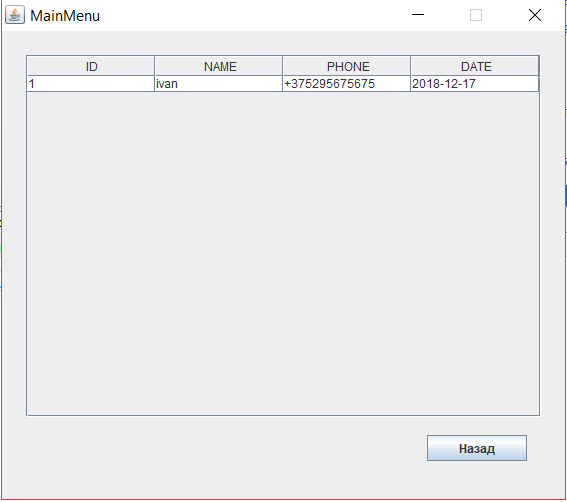 MainMenu
ID NAME PHONE DATE
1 ivan +375295675675 2018-12-17
Назад